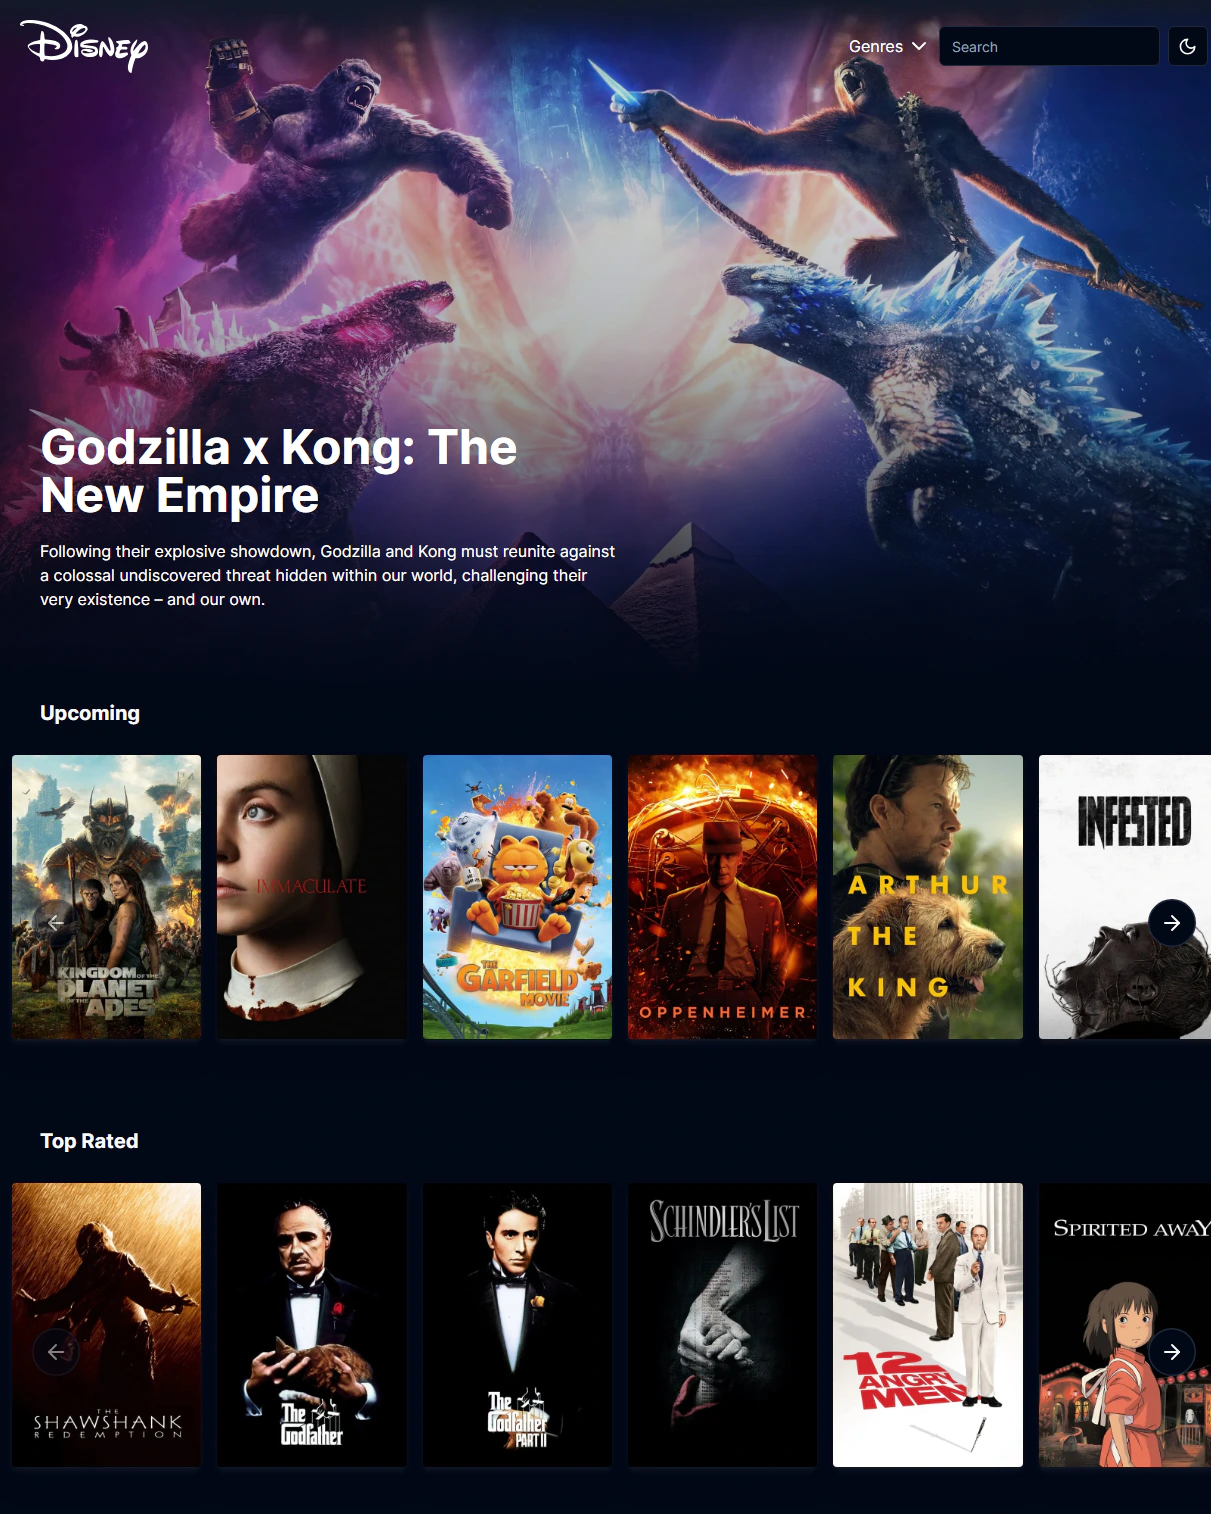 Disney
Genres
Search
Godzilla x Kong: The
New Empire
Following their explosive showdown, Godzilla and Kong must reunite against
a colossal undiscovered threat hidden within our world, challenging their
very existence – and our own.
Upcoming
KINGDOM OF THE
PLANET
OF THE APES
IMMACULATE
THE
GARFIELD
MOVIE
OPPENHEIMER
ARTHUR
THE
KING
INFESTED
Top Rated
THE
SHAWSHANK
REDEMPTION
The
Godfather
The
Godfather
PART II
SCHINDLER'S LIST
12
ANGRY
MEN
SPIRITED AWAY